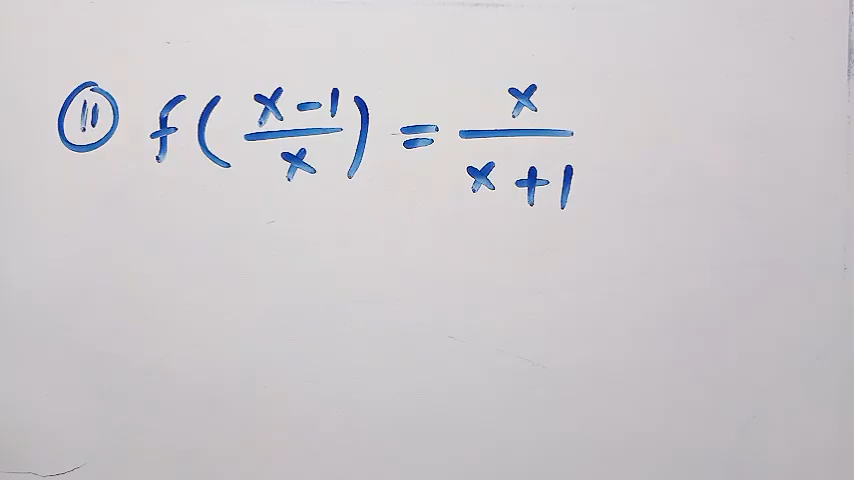 ⑪ f((x-1)/x) = x/(x+1)